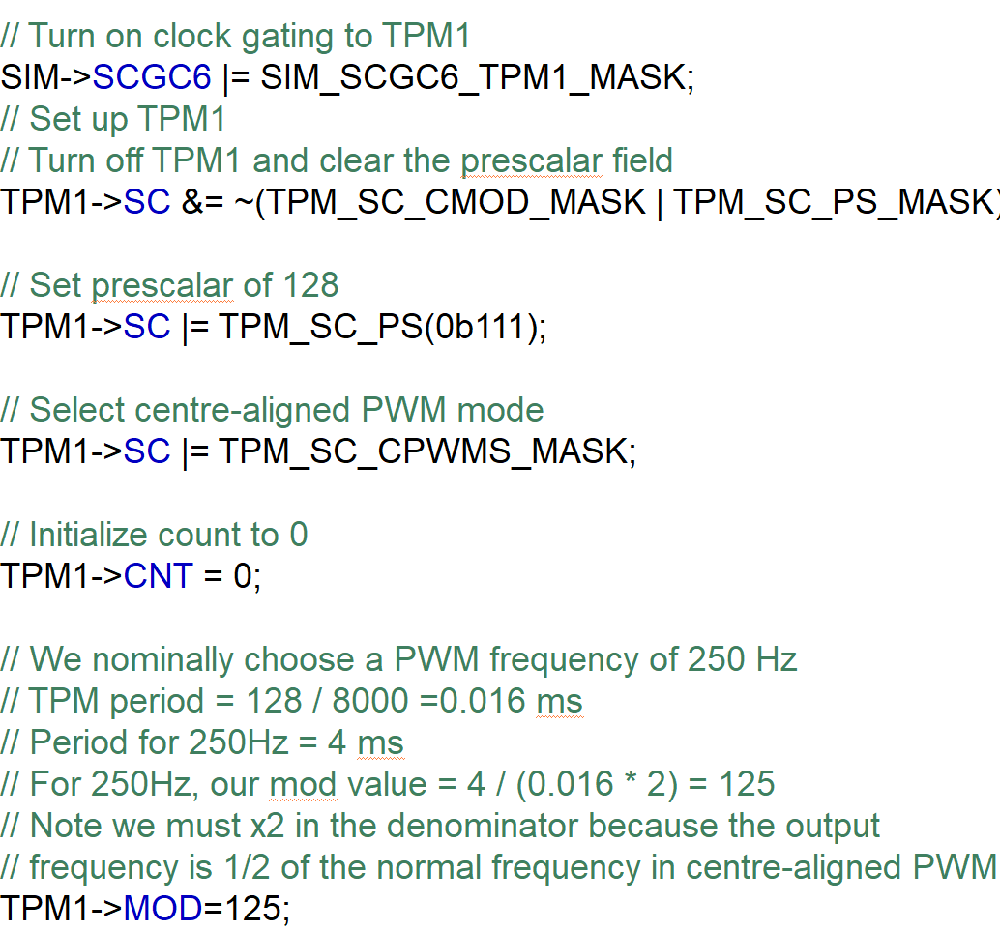 // Turn on clock gating to TPM1
SIM->SCGC6 |= SIM_SCGC6_TPM1_MASK;
// Set up TPM1
// Turn off TPM1 and clear the prescalar field
TPM1->SC &= ~(TPM_SC_CMOD_MASK | TPM_SC_PS_MASK)
// Set prescalar of 128
TPM1->SC |= TPM_SC_PS(0b111);
// Select centre-aligned PWM mode
TPM1->SC |= TPM_SC_CPWMS_MASK;
// Initialize count to 0
TPM1->CNT = 0;
// We nominally choose a PWM frequency of 250 Hz
// TPM period = 128 / 8000 =0.016 ms
// Period for 250Hz = 4 ms
// For 250Hz, our mod value = 4 / (0.016 * 2) = 125
// Note we must x2 in the denominator because the output
// frequency is 1/2 of the normal frequency in centre-aligned PWM
TPM1->MOD=125;